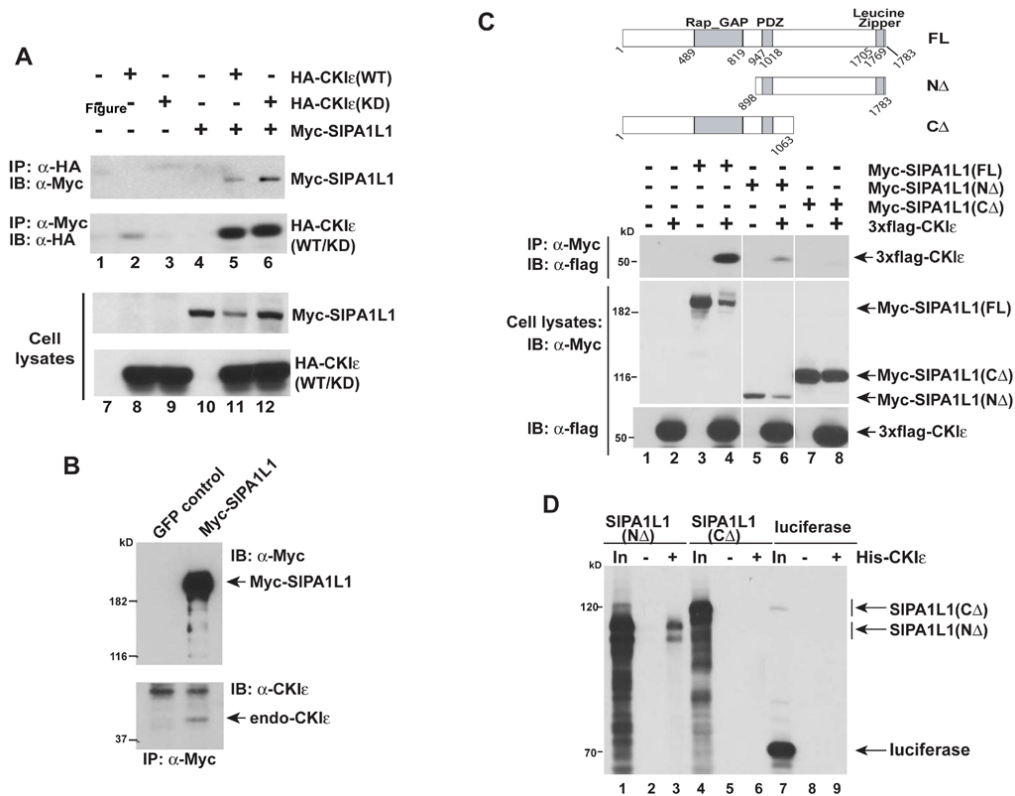 A
- + - - + - HA-CKIε(WT)
- - + - - + HA-CKIε(KD)
Figure
- - - + + + Myc-SIPA1L1
IP: α-HA
IB: α-Myc
Myc-SIPA1L1
IP: α-Myc
IB: α-HA
HA-CKIε
(WT/KD)
1 2 3 4 5 6
Cell
lysates
Myc-SIPA1L1
HA-CKIε
(WT/KD)
7 8 9 10 11 12
B
GFP control
Myc-SIPA1L1
kD
IB: α-Myc
Myc-SIPA1L1
182
116
IB: α-CKIε
endo-CKIε
37
IP: α-Myc
C
Rap_GAP PDZ Leucine
Zipper
FL
1 489 819 947 1018 1705 1769 1783
NΔ
898 1783
CΔ
1 1063
- - + + - - - - Myc-SIPA1L1(FL)
- - - - + + - - Myc-SIPA1L1(NΔ)
- - - - - - + + Myc-SIPA1L1(CΔ)
- + - + - + - + 3xflag-CKIε
kD
IP: α-Myc
IB: α-flag
50
3xflag-CKIε
182
Myc-SIPA1L1(FL)
Cell lysates:
IB: α-Myc
116
Myc-SIPA1L1(CΔ)
Myc-SIPA1L1(NΔ)
IB: α-flag
50
3xflag-CKIε
1 2 3 4 5 6 7 8
D
SIPA1L1
(NΔ)
SIPA1L1
(CΔ)
luciferase
In - + In - + In - + His-CKIε
kD
120
SIPA1L1(CΔ)
SIPA1L1(NΔ)
70
luciferase
1 2 3 4 5 6 7 8 9